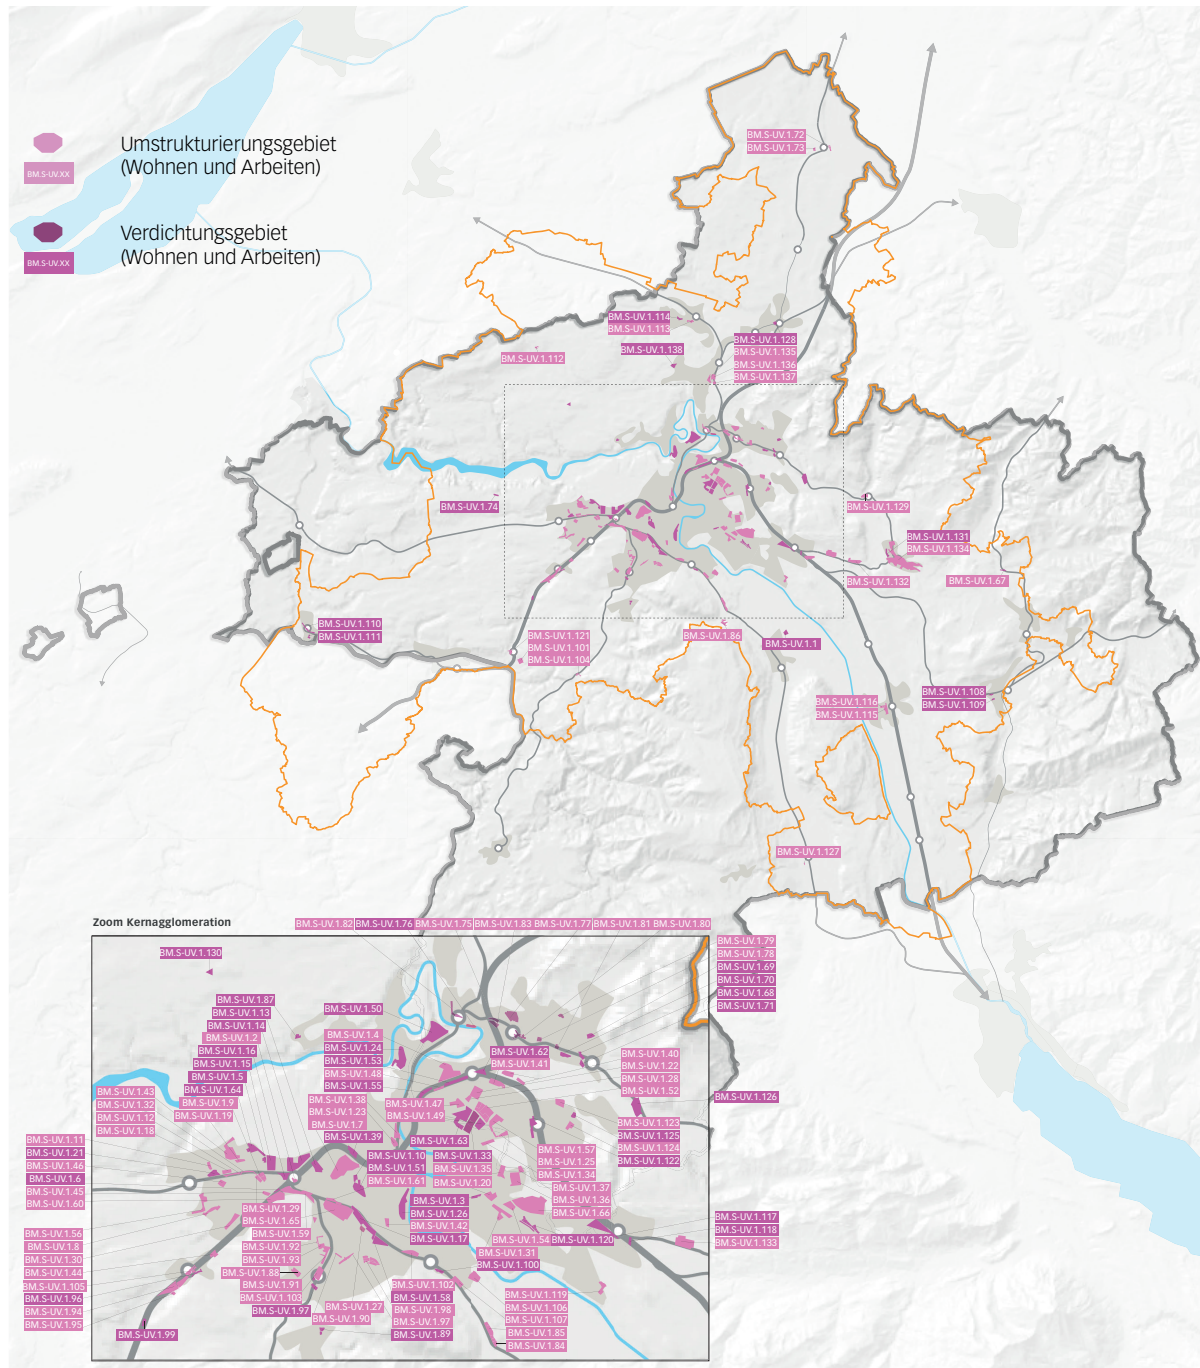 Umstrukturierungsgebiet
(Wohnen und Arbeiten)
BM.S-UV.XX
Verdichtungsgebiet
(Wohnen und Arbeiten)
BM.S-UV.XX
BM.S-UV.1.72
BM.S-UV.1.73
BM.S-UV.1.114
BM.S-UV.1.113
BM.S-UV.1.138
BM.S-UV.1.112
BM.S-UV.1.128
BM.S-UV.1.135
BM.S-UV.1.136
BM.S-UV.1.137
BM.S-UV.1.74
BM.S-UV.1.129
BM.S-UV.1.131
BM.S-UV.1.134
BM.S-UV.1.132
BM.S-UV.1.67
BM.S-UV.1.110
BM.S-UV.1.111
BM.S-UV.1.121
BM.S-UV.1.101
BM.S-UV.1.104
BM.S-UV.1.86
BM.S-UV.1.1
BM.S-UV.1.116
BM.S-UV.1.115
BM.S-UV.1.108
BM.S-UV.1.109
BM.S-UV.1.127
Zoom Kernagglomeration
BM.S-UV.1.82 BM.S-UV.1.76 BM.S-UV.1.75 BM.S-UV.1.83 BM.S-UV.1.77 BM.S-UV.1.81 BM.S-UV.1.80
BM.S-UV.1.79
BM.S-UV.1.78
BM.S-UV.1.69
BM.S-UV.1.70
BM.S-UV.1.68
BM.S-UV.1.71
BM.S-UV.1.130
BM.S-UV.1.87
BM.S-UV.1.13
BM.S-UV.1.14
BM.S-UV.1.2
BM.S-UV.1.16
BM.S-UV.1.15
BM.S-UV.1.5
BM.S-UV.1.64
BM.S-UV.1.9
BM.S-UV.1.19
BM.S-UV.1.50
BM.S-UV.1.4
BM.S-UV.1.24
BM.S-UV.1.53
BM.S-UV.1.48
BM.S-UV.1.55
BM.S-UV.1.38
BM.S-UV.1.23
BM.S-UV.1.7
BM.S-UV.1.39
BM.S-UV.1.62
BM.S-UV.1.41
BM.S-UV.1.40
BM.S-UV.1.22
BM.S-UV.1.28
BM.S-UV.1.52
BM.S-UV.1.126
BM.S-UV.1.43
BM.S-UV.1.32
BM.S-UV.1.12
BM.S-UV.1.18
BM.S-UV.1.47
BM.S-UV.1.49
BM.S-UV.1.123
BM.S-UV.1.125
BM.S-UV.1.124
BM.S-UV.1.122
BM.S-UV.1.11
BM.S-UV.1.21
BM.S-UV.1.46
BM.S-UV.1.6
BM.S-UV.1.45
BM.S-UV.1.60
BM.S-UV.1.63
BM.S-UV.1.10
BM.S-UV.1.51
BM.S-UV.1.61
BM.S-UV.1.33
BM.S-UV.1.35
BM.S-UV.1.20
BM.S-UV.1.57
BM.S-UV.1.25
BM.S-UV.1.34
BM.S-UV.1.37
BM.S-UV.1.36
BM.S-UV.1.66
BM.S-UV.1.3
BM.S-UV.1.26
BM.S-UV.1.42
BM.S-UV.1.17
BM.S-UV.1.29
BM.S-UV.1.65
BM.S-UV.1.59
BM.S-UV.1.92
BM.S-UV.1.93
BM.S-UV.1.88
BM.S-UV.1.91
BM.S-UV.1.103
BM.S-UV.1.97
BM.S-UV.1.54 BM.S-UV.1.120
BM.S-UV.1.31
BM.S-UV.1.100
BM.S-UV.1.117
BM.S-UV.1.118
BM.S-UV.1.133
BM.S-UV.1.56
BM.S-UV.1.8
BM.S-UV.1.30
BM.S-UV.1.44
BM.S-UV.1.105
BM.S-UV.1.96
BM.S-UV.1.94
BM.S-UV.1.95
BM.S-UV.1.99
BM.S-UV.1.27
BM.S-UV.1.90
BM.S-UV.1.102
BM.S-UV.1.58
BM.S-UV.1.98
BM.S-UV.1.97
BM.S-UV.1.89
BM.S-UV.1.119
BM.S-UV.1.106
BM.S-UV.1.107
BM.S-UV.1.85
BM.S-UV.1.84